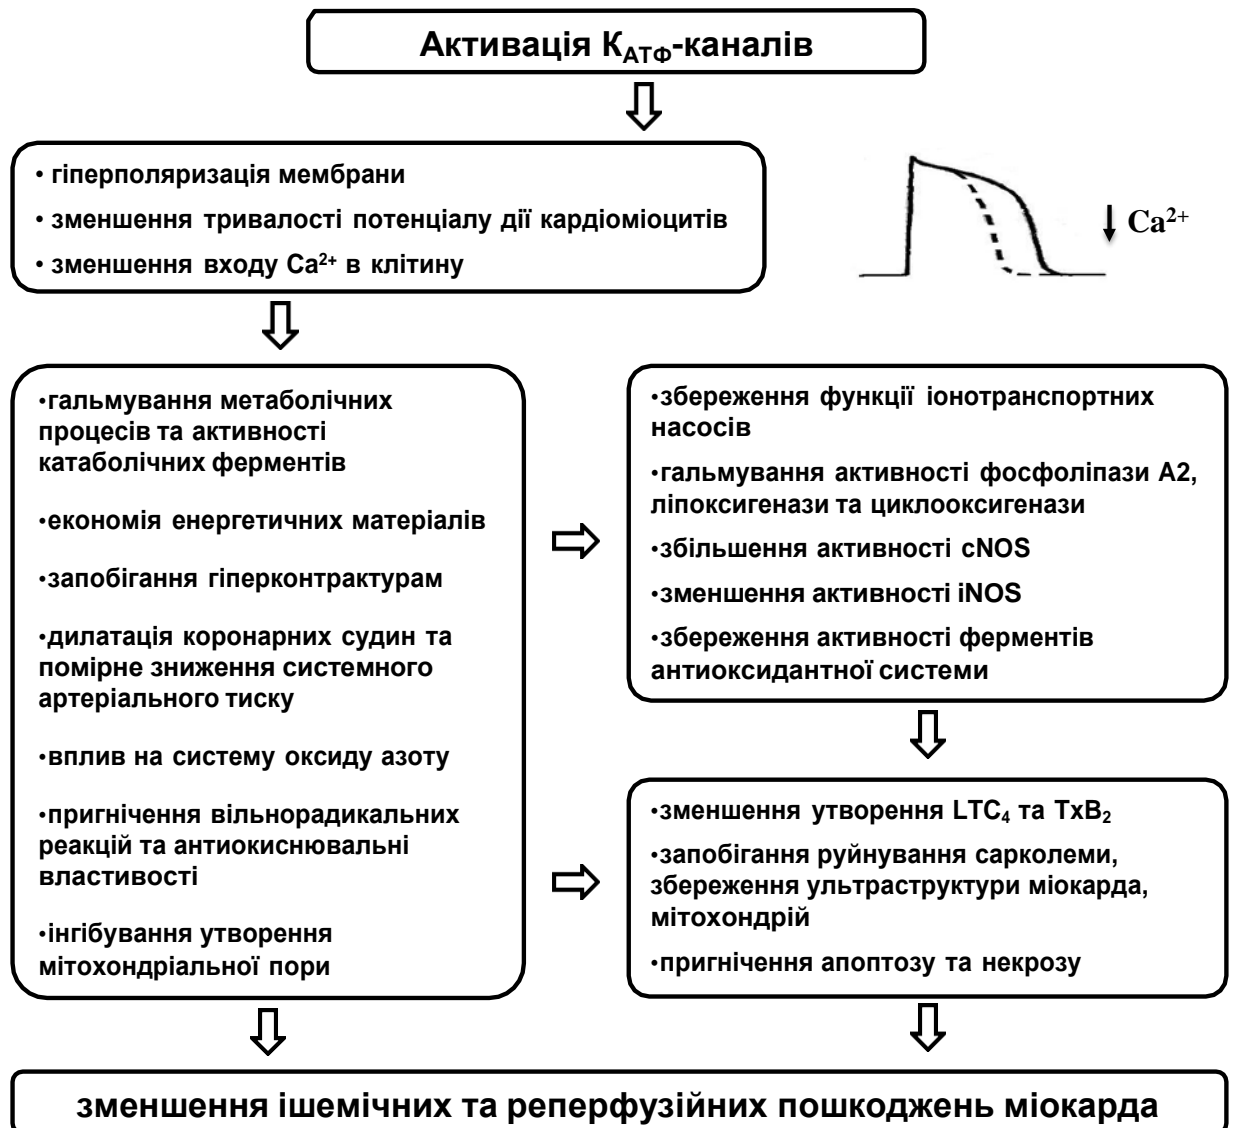 Активація К_АТФ-каналів
• гіперполяризація мембрани
• зменшення тривалості потенціалу дії кардіоміоцитів
• зменшення входу Ca²⁺ в клітину
Ca²⁺
•гальмування метаболічних
процесів та активності
катаболічних ферментів
•економія енергетичних матеріалів
•запобігання гіперконтрактурам
•дилатація коронарних судин та
помірне зниження системного
артеріального тиску
•вплив на систему оксиду азоту
•пригнічення вільнорадикальних
реакцій та антиокиснювальні
властивості
•інгібування утворення
мітохондріальної пори
•збереження функції іонотранспортних
насосів
•гальмування активності фосфоліпази А2,
ліпоксигенази та циклооксигенази
•збільшення активності cNOS
•зменшення активності iNOS
•збереження активності ферментів
антиоксидантної системи
•зменшення утворення LTC₄ та TxB₂
•запобігання руйнування сарколеми,
збереження ультраструктури міокарда,
мітохондрій
•пригнічення апоптозу та некрозу
зменшення ішемічних та реперфузійних пошкоджень міокарда